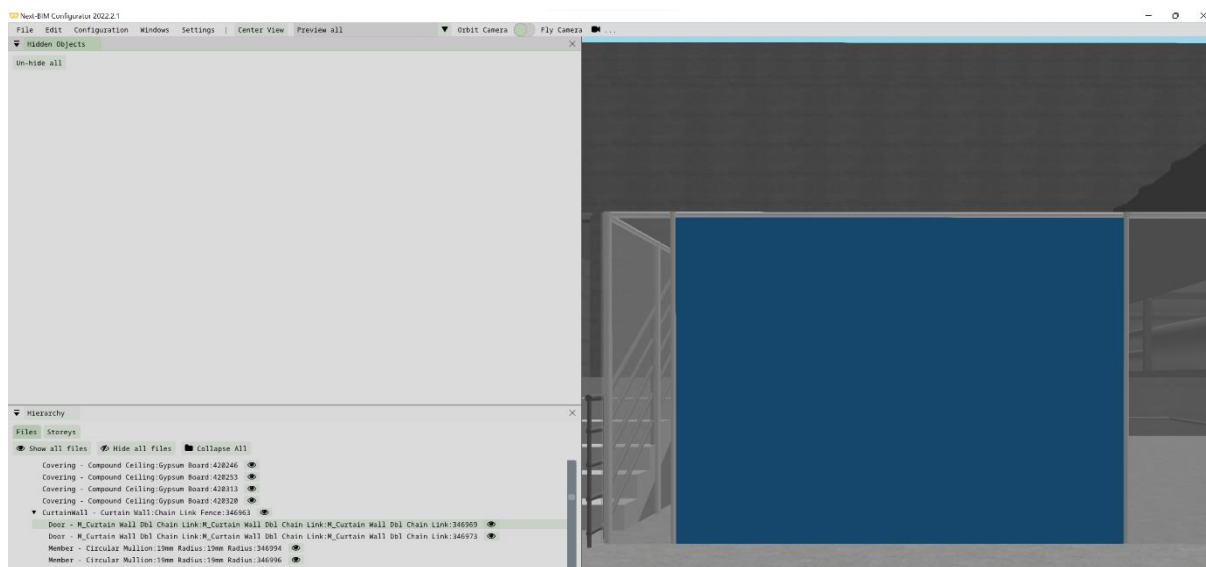 Next-BIM Configurator 2022.2.1
File Edit Configuration Windows Settings | Center View Preview all Orbit Camera Fly Camera ...
Hidden Objects
Un-hide all
Hierarchy
Files Storeys
Show all files Hide all files Collapse All
Covering - Compound Ceiling:Gypsum Board:420246
Covering - Compound Ceiling:Gypsum Board:420253
Covering - Compound Ceiling:Gypsum Board:420313
Covering - Compound Ceiling:Gypsum Board:420320
CurtainWall - Curtain Wall:Chain Link Fence:346963
Door - M_Curtain Wall Dbl Chain Link:M_Curtain Wall Dbl Chain Link:M_Curtain Wall Dbl Chain Link:346969
Door - M_Curtain Wall Dbl Chain Link:M_Curtain Wall Dbl Chain Link:M_Curtain Wall Dbl Chain Link:346973
Member - Circular Mullion:19mm Radius:19mm Radius:346994
Member - Circular Mullion:19mm Radius:19mm Radius:346996